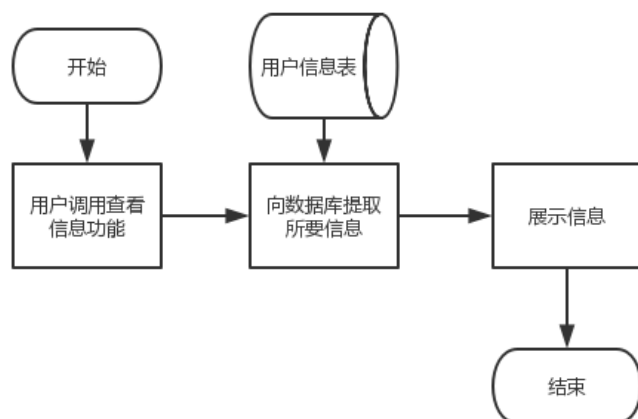 开始
用户信息表
用户调用查看
信息功能
向数据库提取
所要信息
展示信息
结束